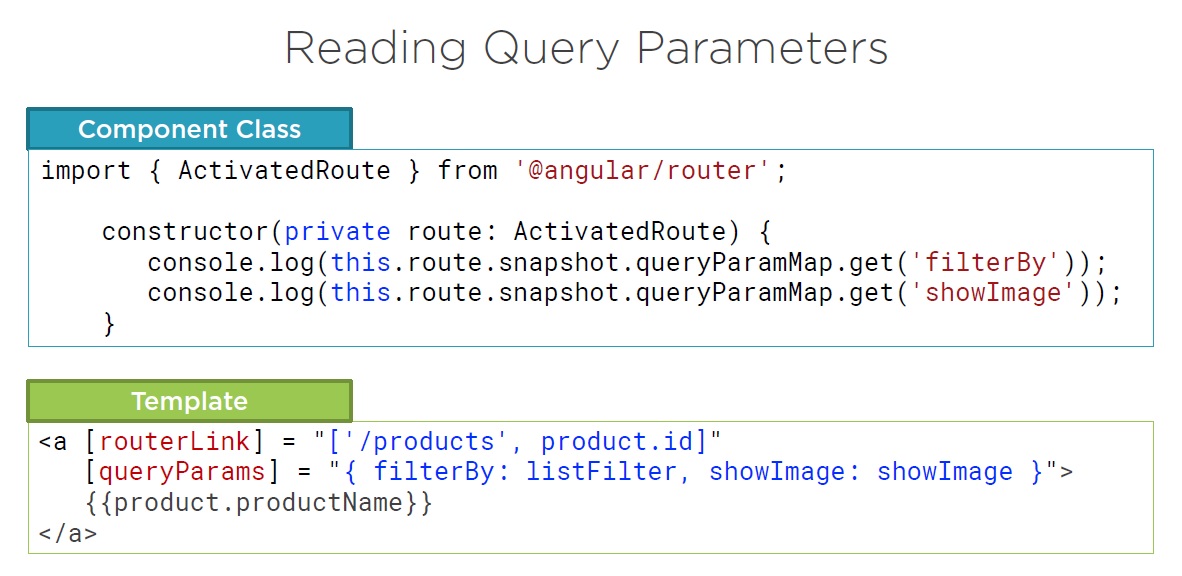 Reading Query Parameters
Component Class
import { ActivatedRoute } from '@angular/router';
constructor(private route: ActivatedRoute) {
console.log(this.route.snapshot.queryParamMap.get('filterBy'));
console.log(this.route.snapshot.queryParamMap.get('showImage'));
}
Template
<a [routerLink] = "['/products', product.id]"
[queryParams] = "{ filterBy: listFilter, showImage: showImage }">
{{product.productName}}
</a>